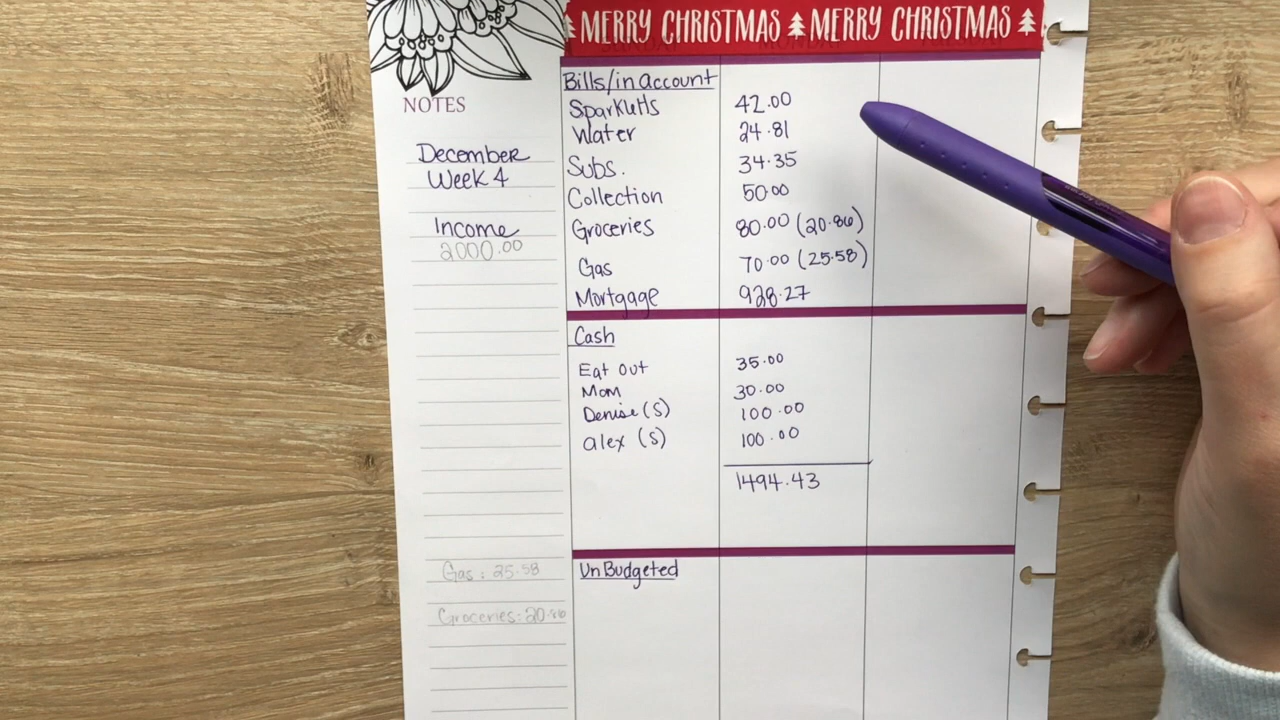 MERRY CHRISTMAS MERRY CHRISTMAS
NOTES
December
Week 4
Income
2000.00
Gas: 25.58
Groceries: 20.86
Bills/in Account
Sparkletts 42.00
Water 24.81
Subs. 34.35
Collection 50.00
Groceries 80.00 (20.86)
Gas 70.00 (25.58)
Mortgage 928.27
Cash
Eat Out 35.00
Mom 30.00
Denise (S) 100.00
Alex (S) 100.00
1494.43
UnBudgeted